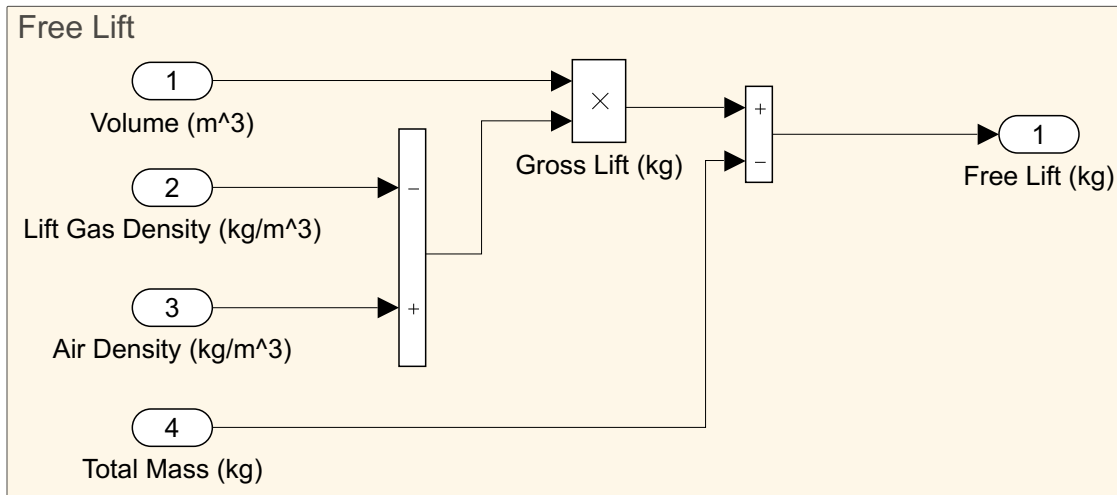 Free Lift
1
Volume (m^3)
2
Lift Gas Density (kg/m^3)
3
Air Density (kg/m^3)
4
Total Mass (kg)
−
+
×
Gross Lift (kg)
+
−
1
Free Lift (kg)